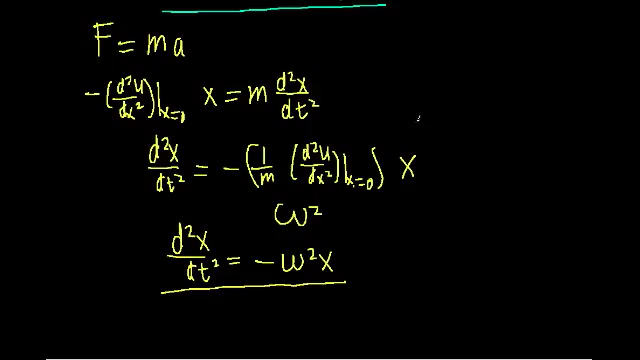 F = ma
-(d²U/dx²)|ₓ₌₀ x = m d²x/dt²
d²x/dt² = -(1/m (d²U/dx²)|ₓ₌₀) x
ω²
d²x/dt² = -ω²x